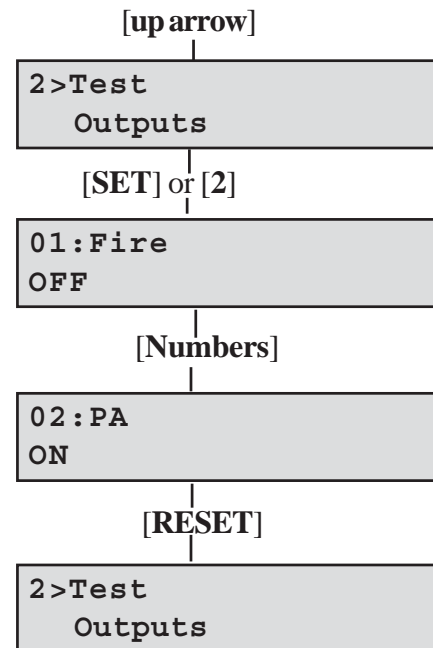 [up arrow]
2>Test
Outputs
[SET] or [2]
01:Fire
OFF
[Numbers]
02:PA
ON
[RESET]
2>Test
Outputs